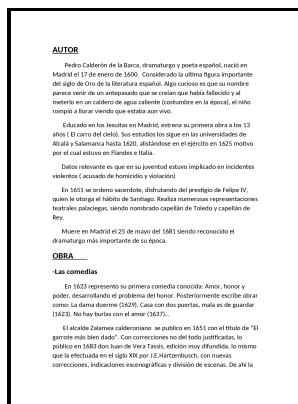 AUTOR
Pedro Calderón de la Barca, dramaturgo y poeta español, nació en
Madrid el 17 de enero de 1600. Considerado la ultima figura importante
del siglo de Oro de la literatura español. Algo curioso es que su nombre
parece venir de un antepasado que se creían que había fallecido y al
meterlo en un caldero de agua caliente (costumbre en la época), el niño
rompió a llorar viendo que estaba aun vivo.
Educado en los Jesuitas en Madrid, estrena su primera obra a los 13
años ( El carro del cielo). Sus estudios los sigue en las universidades de
Alcalá y Salamanca hasta 1620, alistándose en el ejército en 1625 motivo
por el cual estuvo en Flandes e Italia.
Datos relevante es que en su juventud estuvo implicado en incidentes
violentos ( acusado de homicidio y violación)
En 1651 se ordeno sacerdote, disfrutando del prestigio de Felipe IV,
quien le otorga el hábito de Santiago. Realiza numerosas representaciones
teatrales palaciegas, siendo nombrado capellán de Toledo y capellán de
Rey.
Muere en Madrid el 25 de mayo del 1681 siendo reconocido el
dramaturgo más importante de su época.
OBRA
-Las comedias
En 1623 represento su primera comedia conocida: Amor, honor y
poder, desarrollando el problema del honor. Posteriormente escribe obrar
como: La dama duerme (1629), Casa con dos puertas, mala es de guardar
(1623). No hay burlas con el amor (1637)...
El alcalde Zalamea calderoniano se publico en 1651 con el titulo de "El
garrote más bien dado". Con correcciones no del todo justificadas, lo
público en 1683 don Juan de Vera Tassis, edición muy difundida, lo mismo
que la efectuada en el siglo XIX por J.E.Hartzenbusch, con nuevas
correcciones, indicaciones escenográficas y división de escenas. De ahí la